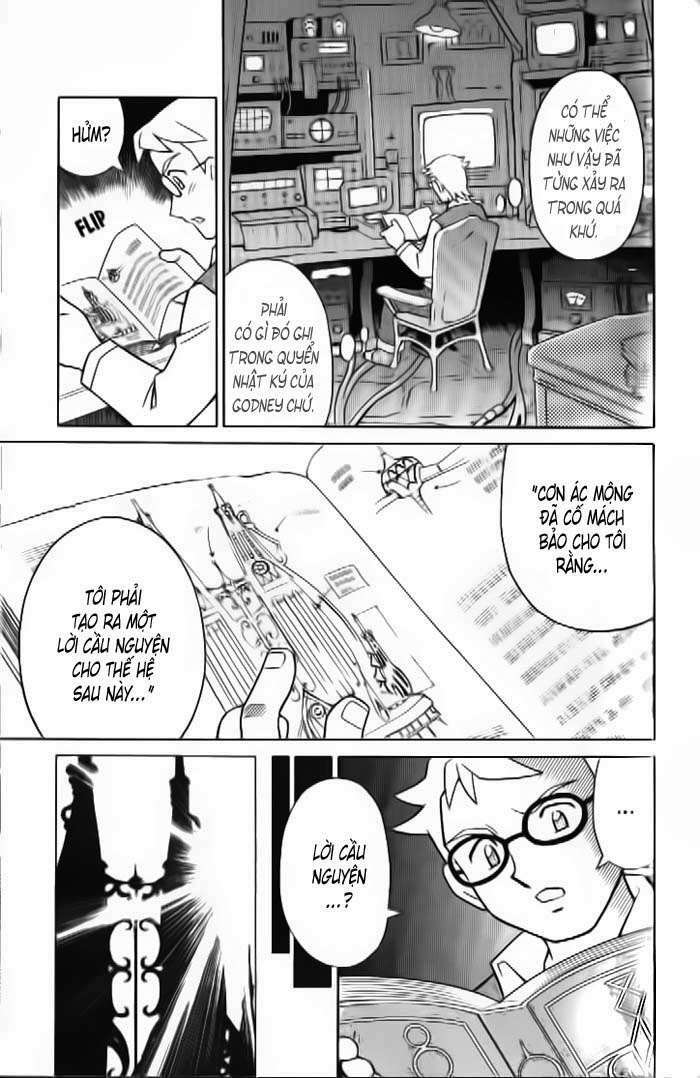 CÓ THỂ
NHỮNG VIỆC
NHƯ VẬY ĐÃ
TỪNG XẢY RA
TRONG QUÁ
KHỨ.
PHẢI
CÓ GÌ ĐÓ GHI
TRONG QUYỂN
NHẬT KÝ CỦA
GODNEY CHỨ.
HỬM?
FLIP
"CƠN ÁC MỘNG
ĐÃ CỐ MÁCH
BẢO CHO TÔI
RẰNG...
TÔI PHẢI
TẠO RA MỘT
LỜI CẦU NGUYỆN
CHO THẾ HỆ
SAU NÀY..."
...
LỜI CẦU
NGUYỆN
...?